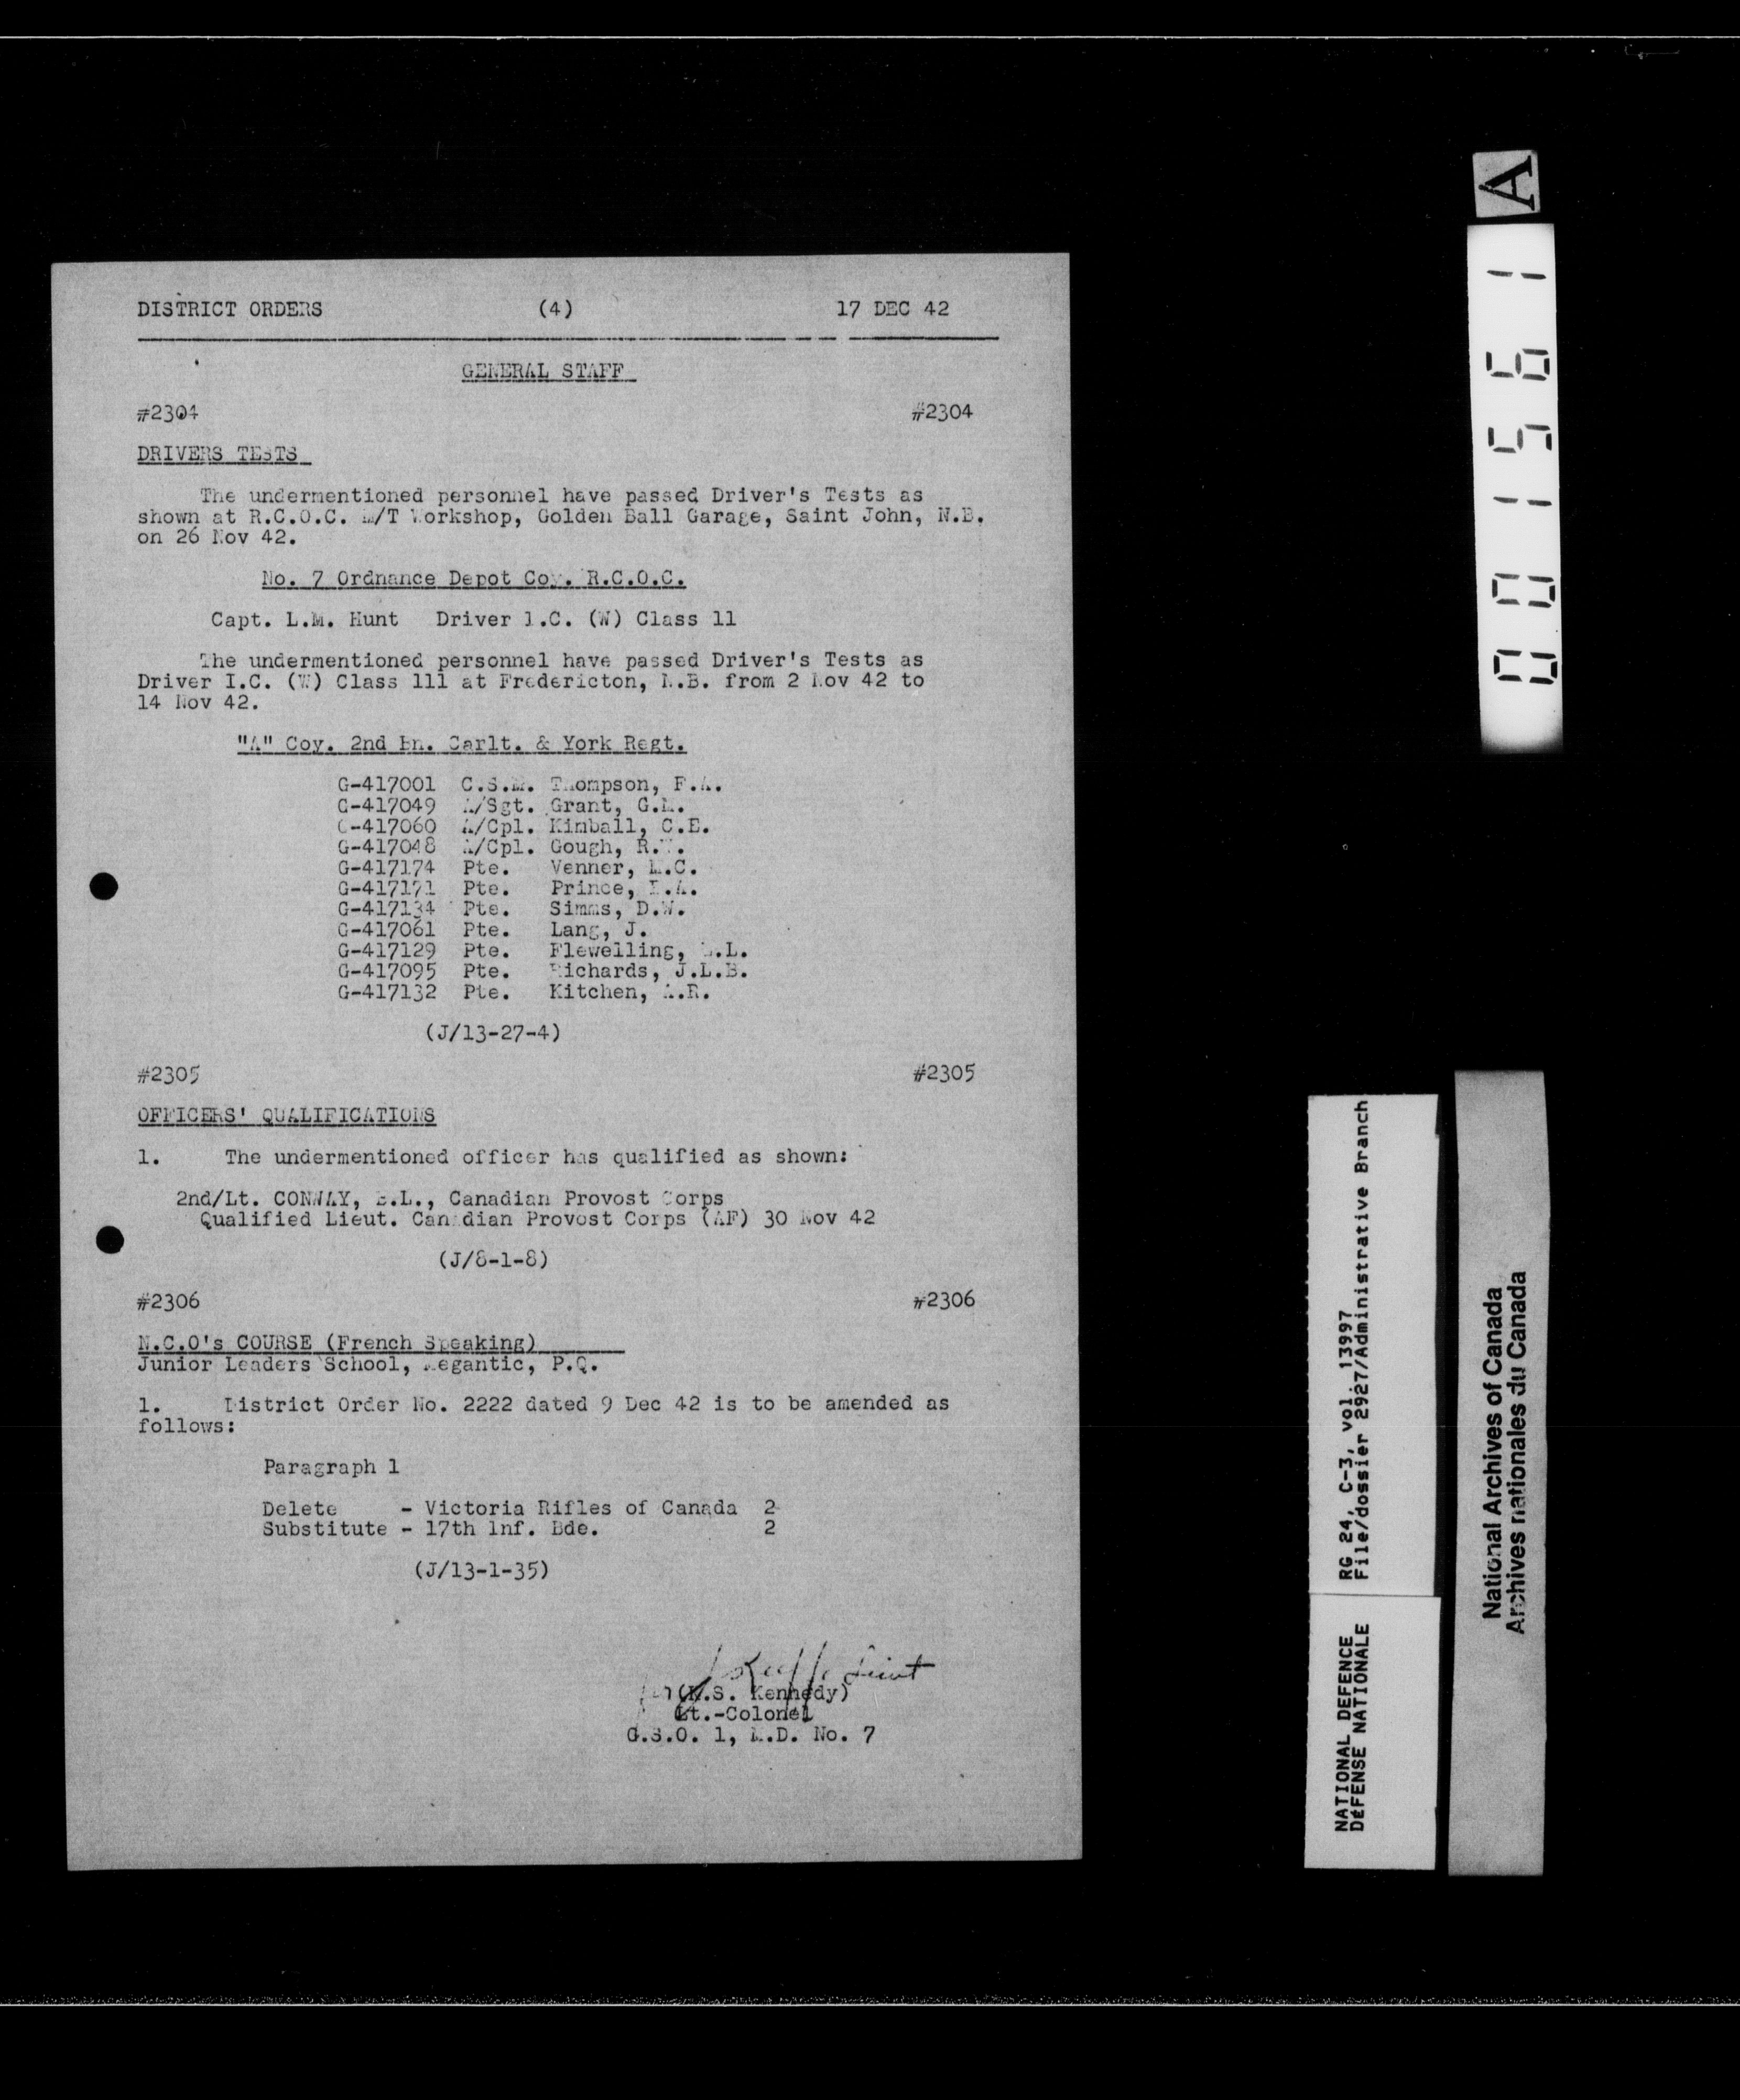 DISTRICT ORDERS (4) 17 DEC 42
GENERAL STAFF
#2304 #2304
DRIVERS TESTS
The undermentioned personnel have passed Driver's Tests as
shown at R.C.O.C. M/T Workshop, Golden Ball Garage, Saint John, N.B.
on 26 Nov 42.
No. 7 Ordnance Depot Coy. R.C.O.C.
Capt. L.M. Hunt Driver 1.C. (W) Class 11
The undermentioned personnel have passed Driver's Tests as
Driver I.C. (W) Class 111 at Fredericton, N.B. from 2 Nov 42 to
14 Nov 42.
"A" Coy. 2nd Bn. Carlt. & York Regt.
G-417001 C.S.M. Thompson, F.A.
G-417049 A/Sgt. Grant,
G-417060 A/Cpl. Kimball, C.E.
G-417048 A/Cpl. Gough,
G-417174 Pte. Venner,
G-417171 Pte. Prince,
G-417134 Pte. Simms, D.W.
G-417061 Pte. Lang, J.
G-417129 Pte. Flewelling,
G-417095 Pte. Richards, J.L.B.
G-417132 Pte. Kitchen, A.R.
(J/13-27-4)
#2305 #2305
OFFICERS' QUALIFICATIONS
1. The undermentioned officer has qualified as shown:
2nd/Lt. CONWAY, Canadian Provost Corps
Qualified Lieut. Canadian Provost Corps (AF) 30 Nov 42
(J/8-1-8)
#2306 #2306
N.C.O's COURSE (French Speaking)
Junior Leaders School, Megantic, P.Q.
1. District Order No. 2222 dated 9 Dec 42 is to be amended as
follows:
Paragraph 1
Delete - Victoria Rifles of Canada 2
Substitute - 17th Inf. Bde. 2
(J/13-1-35)
Kennedy)
Lt.-Colonel
G.S.O. 1, M.D. No. 7
A
001561
RG 24, C-3, vol. 13997
File/dossier 2927/Administrative Branch
NATIONAL DEFENCE
DÉFENSE NATIONALE
National Archives of Canada
Archives nationales du Canada